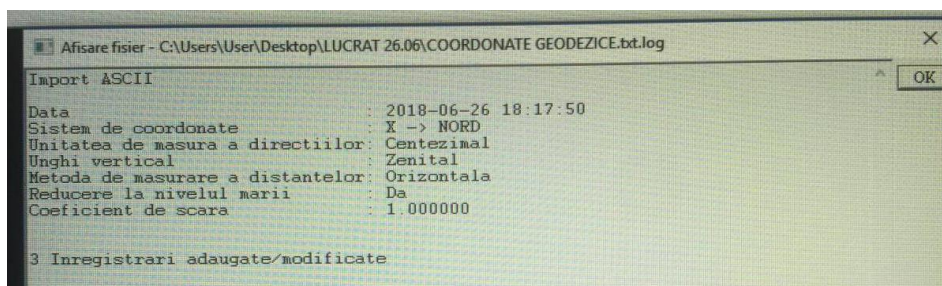 Afisare fisier - C:\Users\User\Desktop\LUCRAT 26.06\COORDONATE GEODEZICE.txt.log
Import ASCII
OK
Data : 2018-06-26 18:17:50
Sistem de coordonate : X -> NORD
Unitatea de masura a directiilor: Centezimal
Unghi vertical : Zenital
Metoda de masurare a distantelor: Orizontala
Reducere la nivelul marii : Da
Coeficient de scara : 1.000000
3 Inregistrari adaugate/modificate